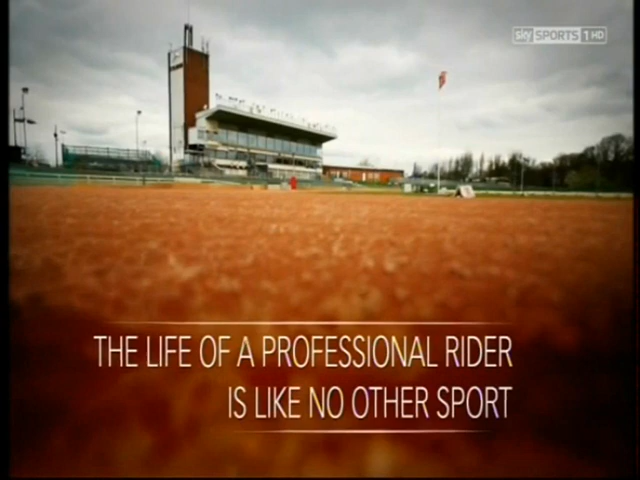 sky SPORTS 1 HD
THE LIFE OF A PROFESSIONAL RIDER
IS LIKE NO OTHER SPORT